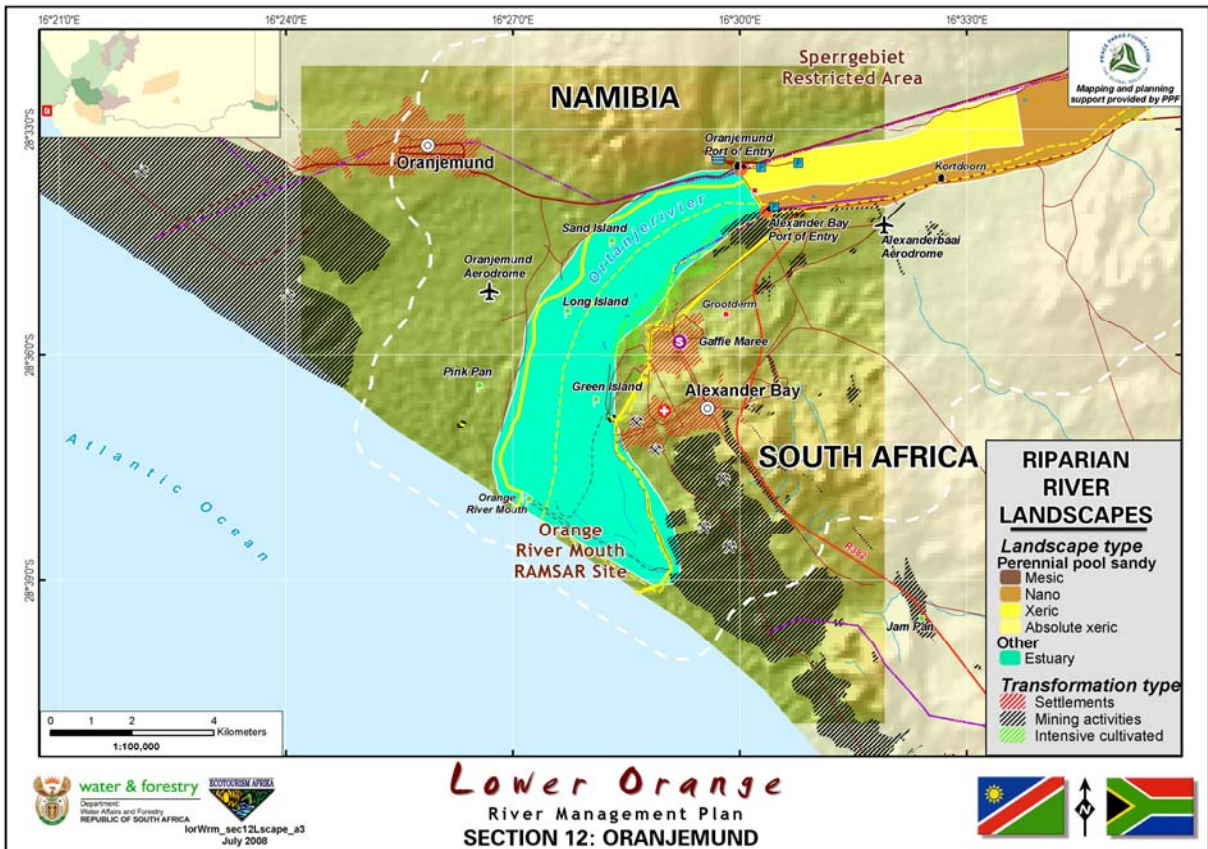 16°21'0"E
16°24'0"E
16°27'0"E
16°30'0"E
16°33'0"E
28°33'0"S
28°36'0"S
28°39'0"S
Sperrgebiet
Restricted Area
PEACE PARKS FOUNDATION
Mapping and planning
support provided by PPF
NAMIBIA
Oranjemund
Port of Entry
Oranjemund
Kortdoorn
Sand Island
Ortanjerivier
Alexander Bay
Port of Entry
Alexanderbaai
Aerodrome
Oranjemund
Aerodrome
Long Island
Grootderm
S
Gaffie Maree
Pink Pan
Green Island
Alexander Bay
SOUTH AFRICA
Atlantic Ocean
Orange
River Mouth
Orange
River Mouth
RAMSAR Site
R382
Jam Pan
RIPARIAN
RIVER
LANDSCAPES
Landscape type
Perennial pool sandy
Mesic
Nano
Xeric
Absolute xeric
Other
Estuary
Transformation type
Settlements
Mining activities
Intensive cultivated
0 1 2 4
Kilometers
1:100,000
water & forestry
Department:
Water Affairs and Forestry
REPUBLIC OF SOUTH AFRICA
ECOTOURISM AFRIKA
lorWrm_sec12Lscape_a3
July 2008
Lower Orange
River Management Plan
SECTION 12: ORANJEMUND
N